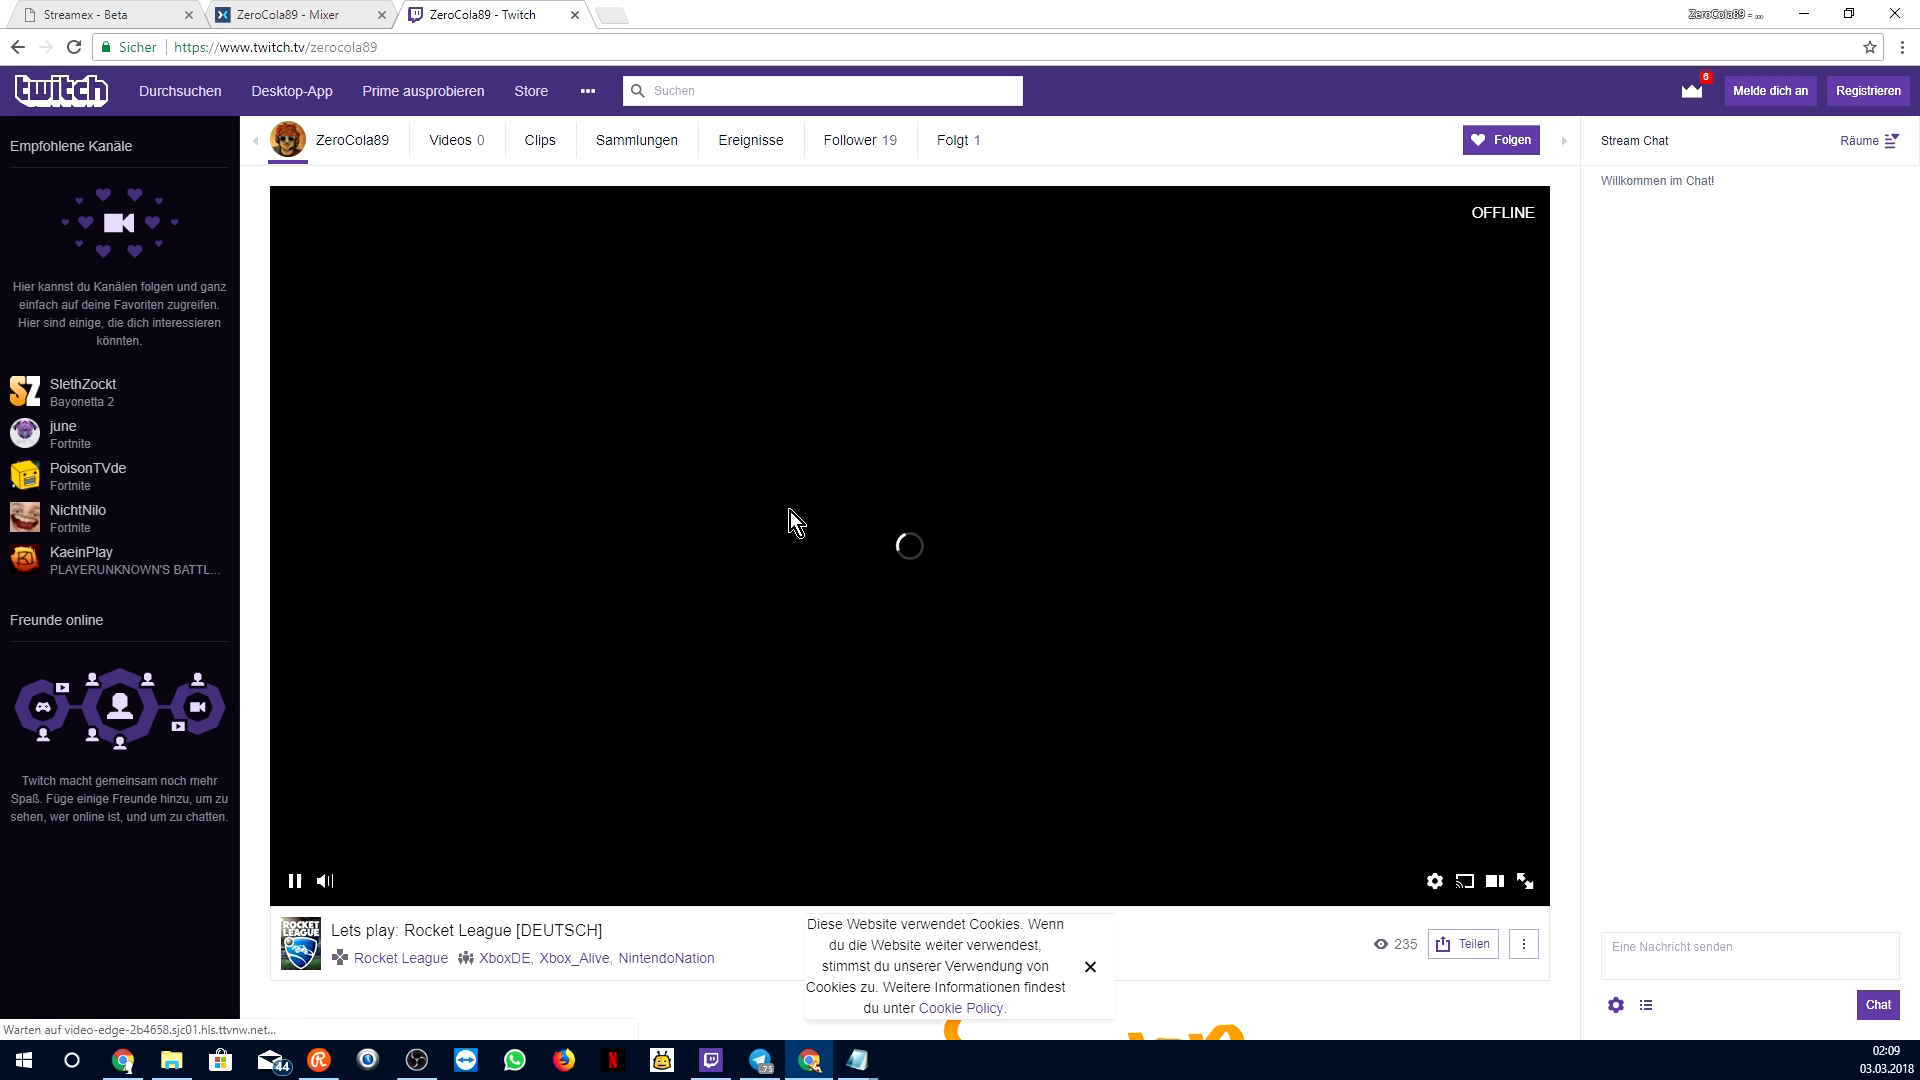 Streamex - Beta
ZeroCola89 - Mixer
ZeroCola89 - Twitch
Sicher
https://www.twitch.tv/zerocola89
twitch
Durchsuchen
Desktop-App
Prime ausprobieren
Store
Suchen
6
Melde dich an
Registrieren
Empfohlene Kanäle
ZeroCola89
Videos 0
Clips
Sammlungen
Ereignisse
Follower 19
Folgt 1
Folgen
Stream Chat
Räume
Willkommen im Chat!
OFFLINE
Hier kannst du Kanälen folgen und ganz
einfach auf deine Favoriten zugreifen.
Hier sind einige, die dich interessieren
könnten.
SlethZockt
Bayonetta 2
june
Fortnite
PoisonTVde
Fortnite
NichtNilo
Fortnite
KaeinPlay
PLAYERUNKNOWN'S BATTL...
Freunde online
Twitch macht gemeinsam noch mehr
Spaß. Füge einige Freunde hinzu, um zu
sehen, wer online ist, und um zu chatten.
ROCKET
LEAGUE
Lets play: Rocket League [DEUTSCH]
Rocket League
XboxDE, Xbox_Alive, NintendoNation
Diese Website verwendet Cookies. Wenn
du die Website weiter verwendest,
stimmst du unserer Verwendung von
Cookies zu. Weitere Informationen findest
du unter Cookie Policy.
235
Teilen
Eine Nachricht senden
Chat
Warten auf video-edge-2b4658.sjc01.hls.ttvnw.net...
44
75
02:09
03.03.2018